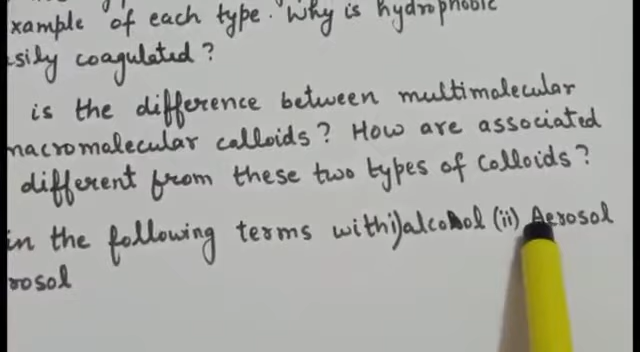 xample of each type. Why is hydrophobic
sily coagulated?
is the difference between multimolecular
macromolecular calloids? How are associated
different from these two types of colloids?
in the following terms with i) alcohol (ii) Aerosol
rosol